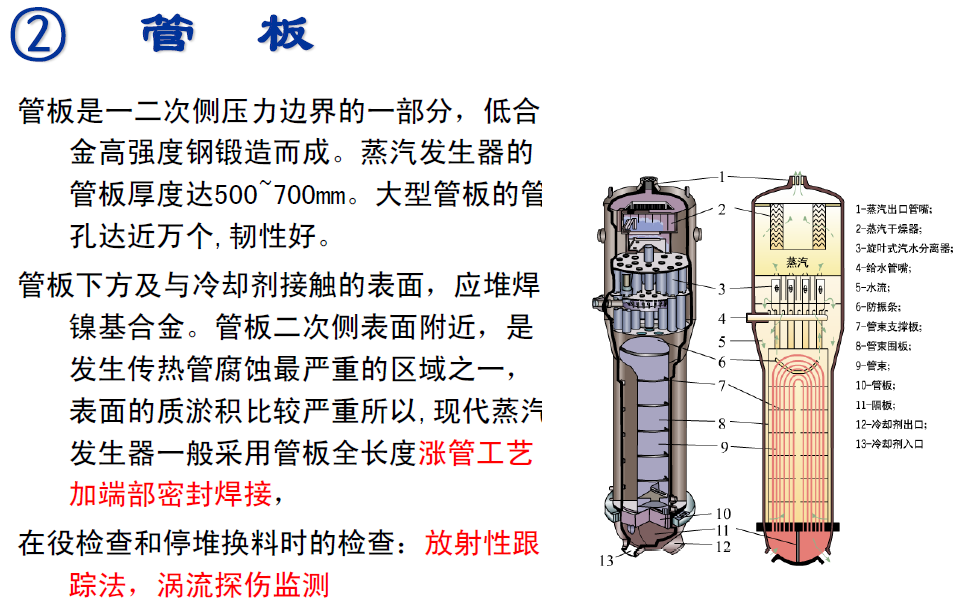 ② 管 板
管板是一二次侧压力边界的一部分，低合
金高强度钢锻造而成。蒸汽发生器的
管板厚度达500~700mm。大型管板的管
孔达近万个,韧性好。
管板下方及与冷却剂接触的表面，应堆焊
镍基合金。管板二次侧表面附近，是
发生传热管腐蚀最严重的区域之一，
表面的质淤积比较严重所以,现代蒸汽
发生器一般采用管板全长度涨管工艺
加端部密封焊接，
在役检查和停堆换料时的检查：放射性跟
踪法，涡流探伤监测
1
2
3
4
5
6
7
8
9
10
11
12
13
蒸汽
1-蒸汽出口管嘴;
2-蒸汽干燥器;
3-旋叶式汽水分离器;
4-给水管嘴;
5-水流;
6-防振条;
7-管束支撑板;
8-管束围板;
9-管束;
10-管板;
11-隔板;
12-冷却剂出口;
13-冷却剂入口